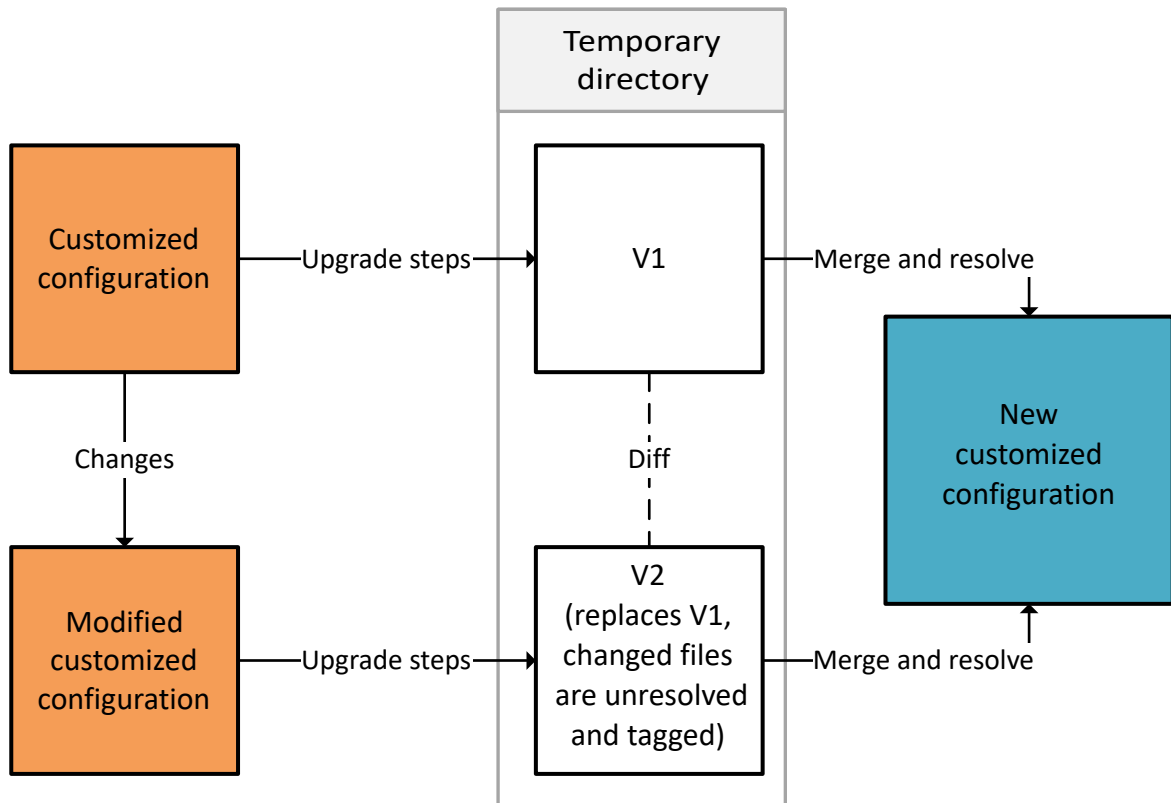 Temporary
directory
Customized
configuration
Upgrade steps
V1
Merge and resolve
New
customized
configuration
Changes
Diff
Modified
customized
configuration
Upgrade steps
V2
(replaces V1,
changed files
are unresolved
and tagged)
Merge and resolve